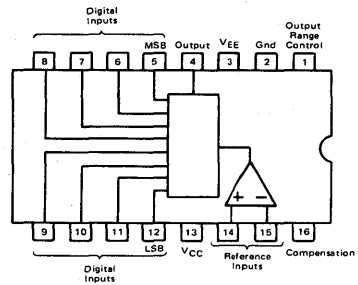 Digital
Inputs
Output
Range
Control
MSB Output VEE Gnd
8 7 6 5 4 3 2 1
+ −
9 10 11 12 13 14 15 16
LSB VCC Reference
Inputs Compensation
Digital
Inputs